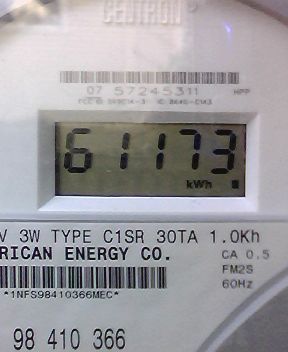 CENTRON®
07 57245311 MPP
61173
kWh
V 3W TYPE C1SR 30TA 1.0Kh
RICAN ENERGY CO. CA 0.5
FM2S
60Hz
*1NFS98410366MEC*
98 410 366